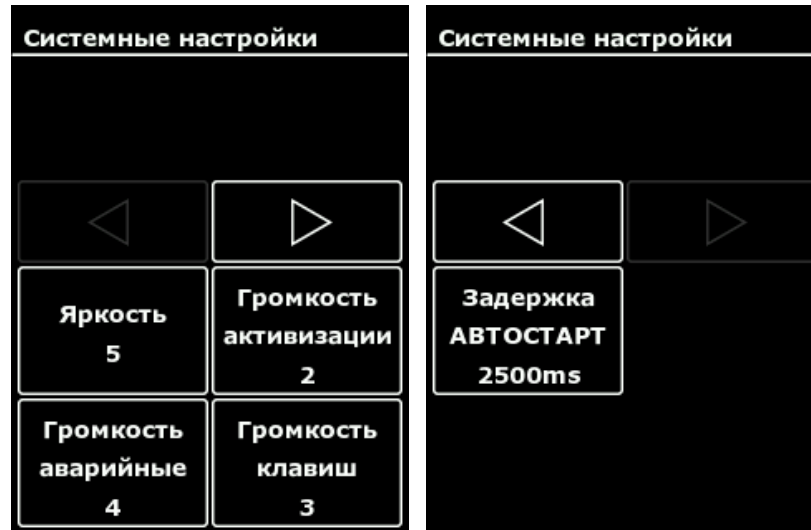 Системные настройки
Яркость
5
Громкость
активизации
2
Громкость
аварийные
4
Громкость
клавиш
3
Системные настройки
Задержка
АВТОСТАРТ
2500ms